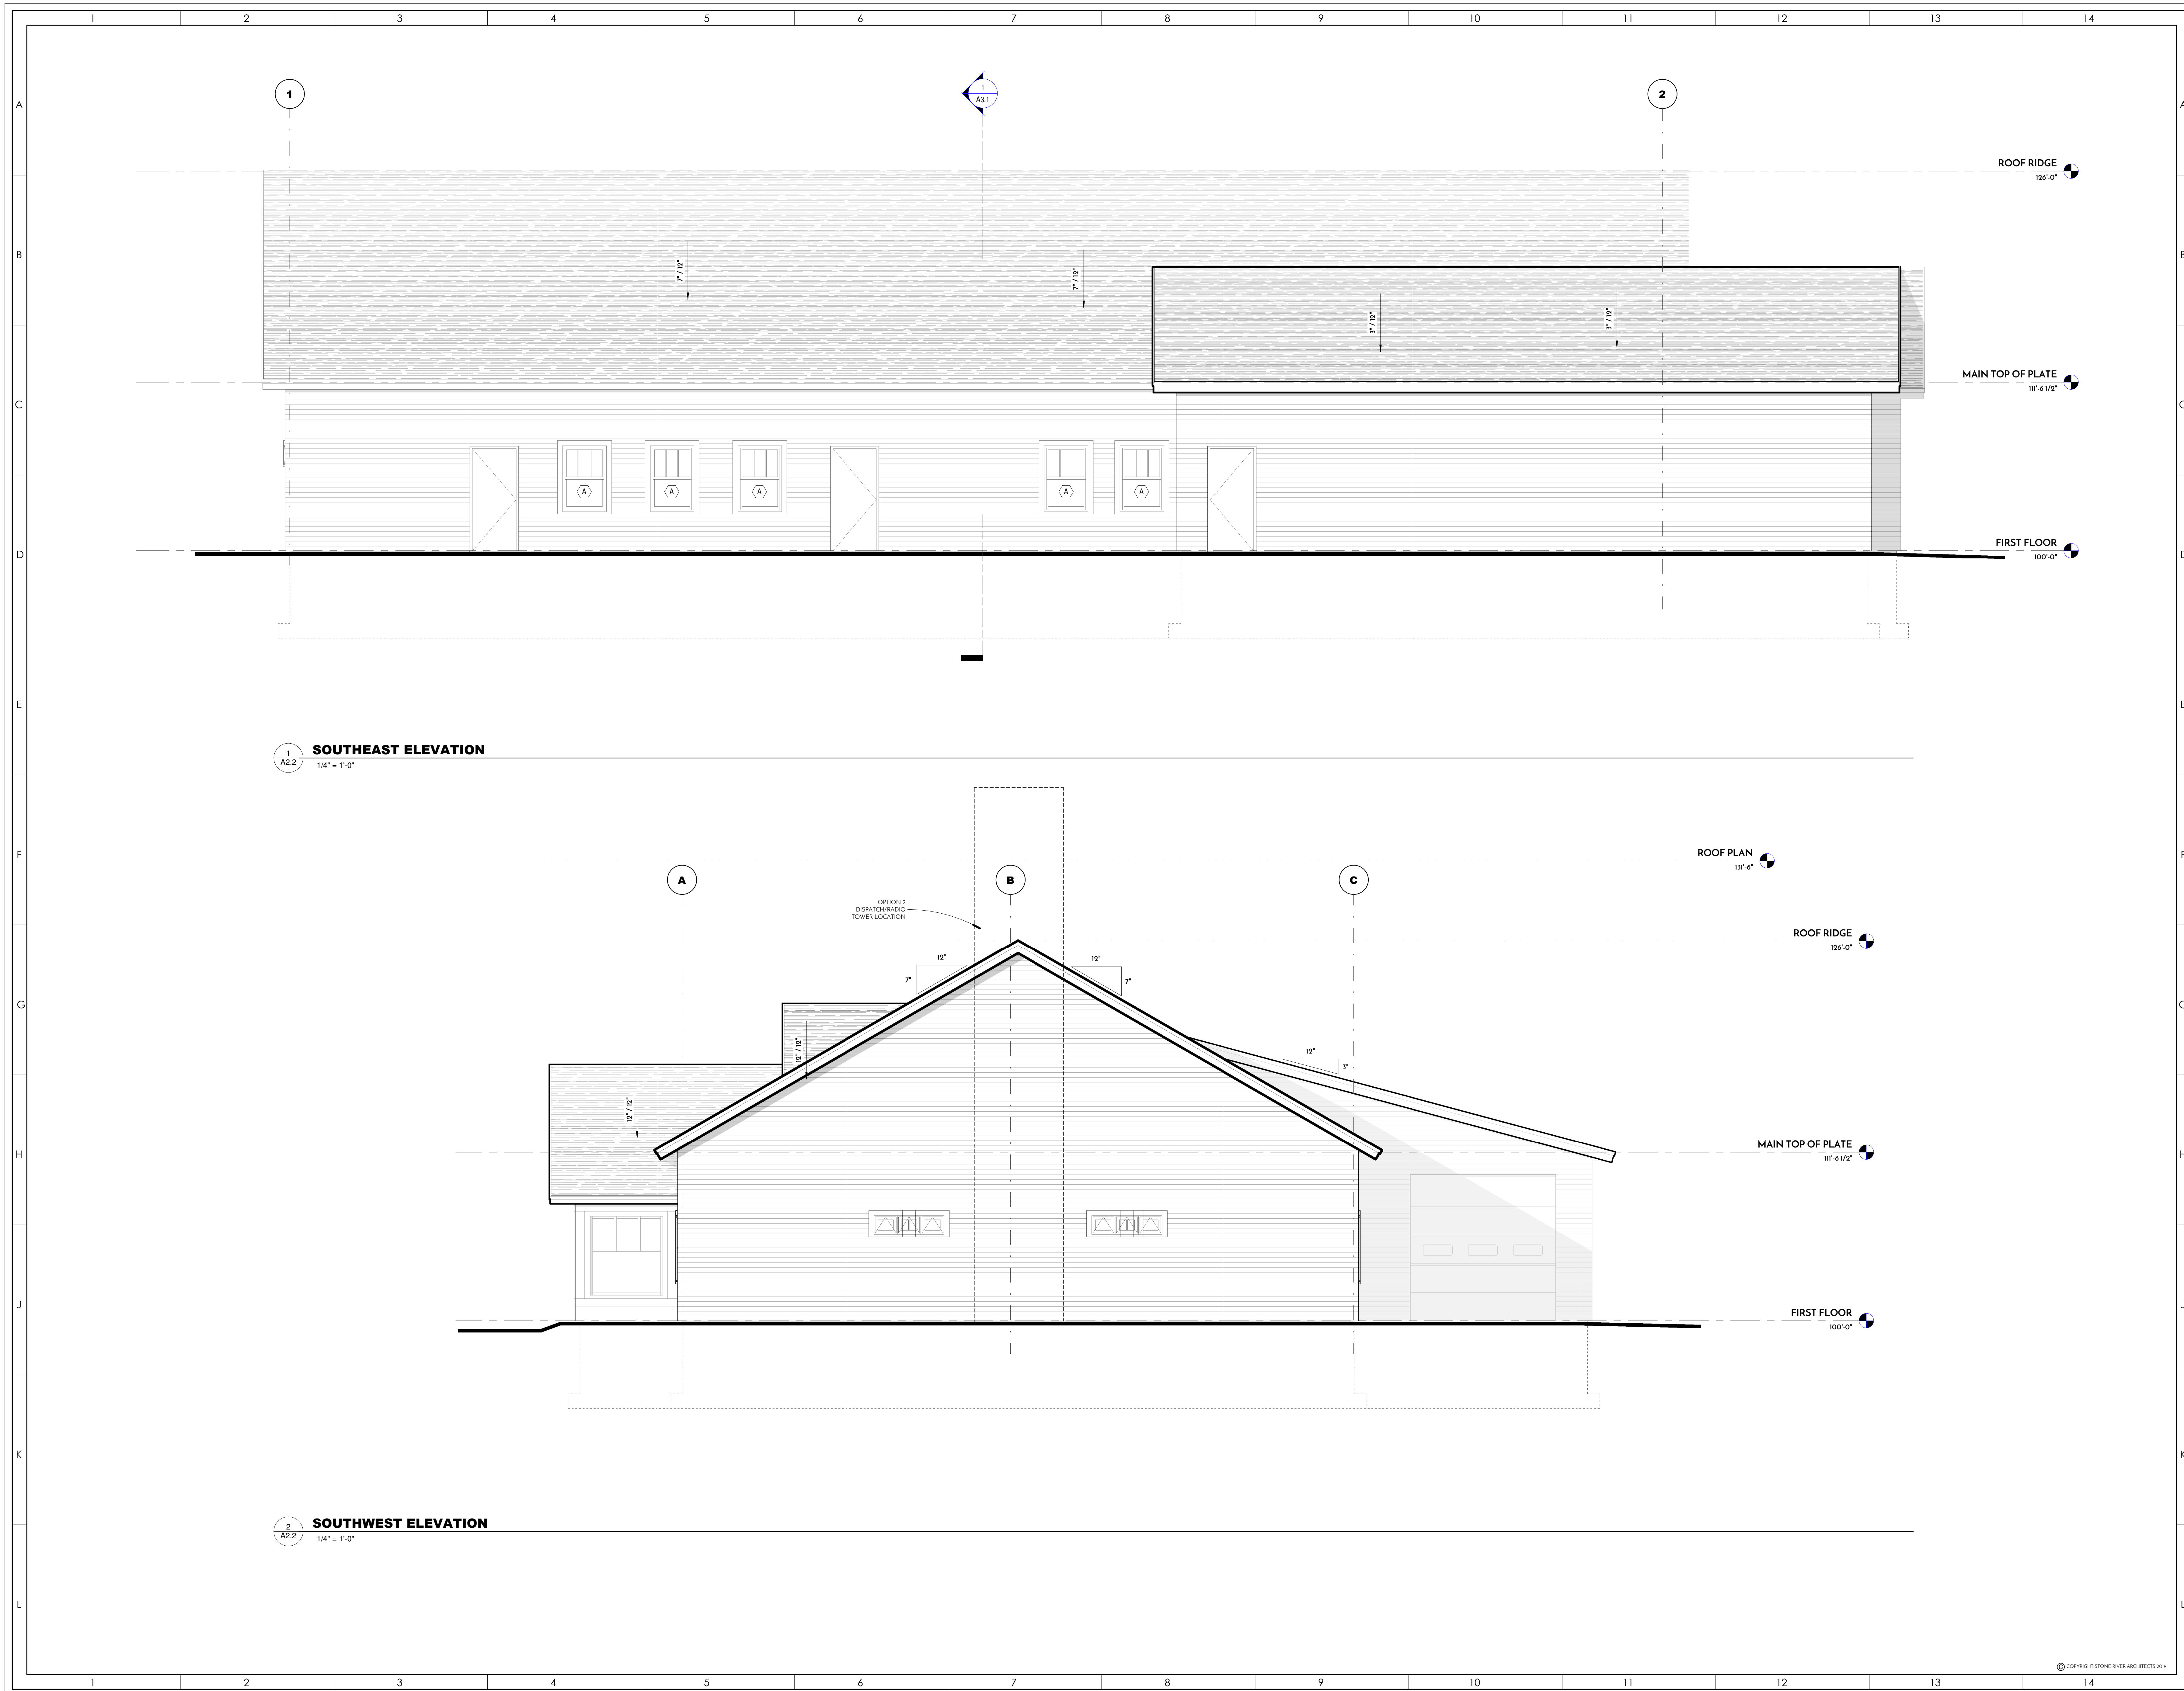 1 2 3 4 5 6 7 8 9 10 11 12 13 14
A A
1 1 2
A3.1
ROOF RIDGE
126'-0"
B
7" / 12" 7" / 12" 3" / 12" 3" / 12"
MAIN TOP OF PLATE
111'-6 1/2"
C
A A A A A
D
FIRST FLOOR
100'-0"
E
1 SOUTHEAST ELEVATION
A2.2 1/4" = 1'-0"
F
ROOF PLAN
131'-6"
A B C
OPTION 2
DISPATCH/RADIO
TOWER LOCATION
ROOF RIDGE
126'-0"
12" 12"
7" 7"
G
12" / 12"
12"
3"
12" / 12"
MAIN TOP OF PLATE
111'-6 1/2"
H
J
FIRST FLOOR
100'-0"
K K
2 SOUTHWEST ELEVATION
A2.2 1/4" = 1'-0"
L L
© COPYRIGHT STONE RIVER ARCHITECTS 2019
1 2 3 4 5 6 7 8 9 10 11 12 13 14